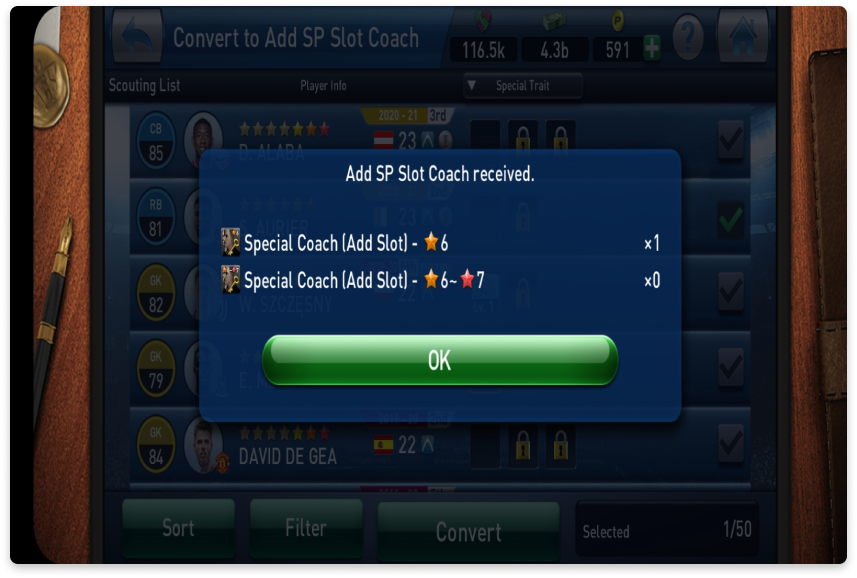 Convert to Add SP Slot Coach
116.5k
4.3b
591
?
Scouting List
Player Info
▼ Special Trait
CB
85
2020 - 21 3rd
23
D. ALABA
Add SP Slot Coach received.
RB
81
23
S. AURIER
Special Coach (Add Slot) - ★6 ×1
Special Coach (Add Slot) - ★6~★7 ×0
GK
82
W. SZCZĘSNY
OK
GK
79
GK
84
22
DAVID DE GEA
Sort
Filter
Convert
Selected 1/50